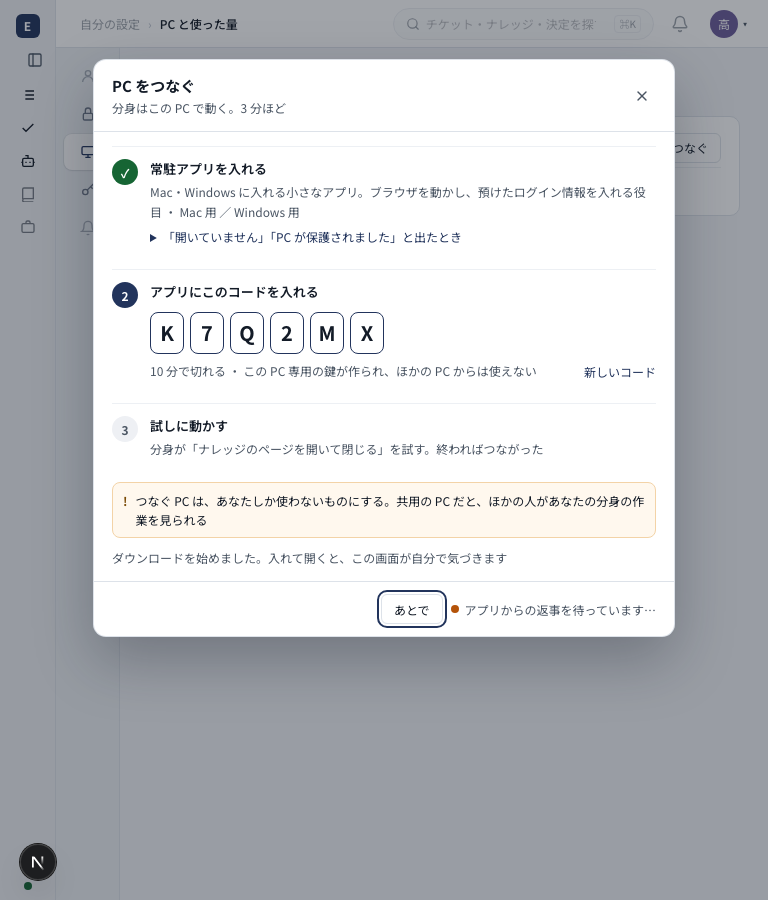 E
自分の設定 › PC と使った量
チケット・ナレッジ・決定を探す
⌘K
高
つなぐ
PC をつなぐ
分身はこの PC で動く。3 分ほど
✓ 常駐アプリを入れる
Mac・Windows に入れる小さなアプリ。ブラウザを動かし、預けたログイン情報を入れる役
目 ・ Mac 用 ／ Windows 用
▶ 「開いていません」「PC が保護されました」と出たとき
2 アプリにこのコードを入れる
K 7 Q 2 M X
10 分で切れる ・ この PC 専用の鍵が作られ、ほかの PC からは使えない
新しいコード
3 試しに動かす
分身が「ナレッジのページを開いて閉じる」を試す。終わればつながった
! つなぐ PC は、あなたしか使わないものにする。共用の PC だと、ほかの人があなたの分身の作
業を見られる
ダウンロードを始めました。入れて開くと、この画面が自分で気づきます
あとで
アプリからの返事を待っています…
N